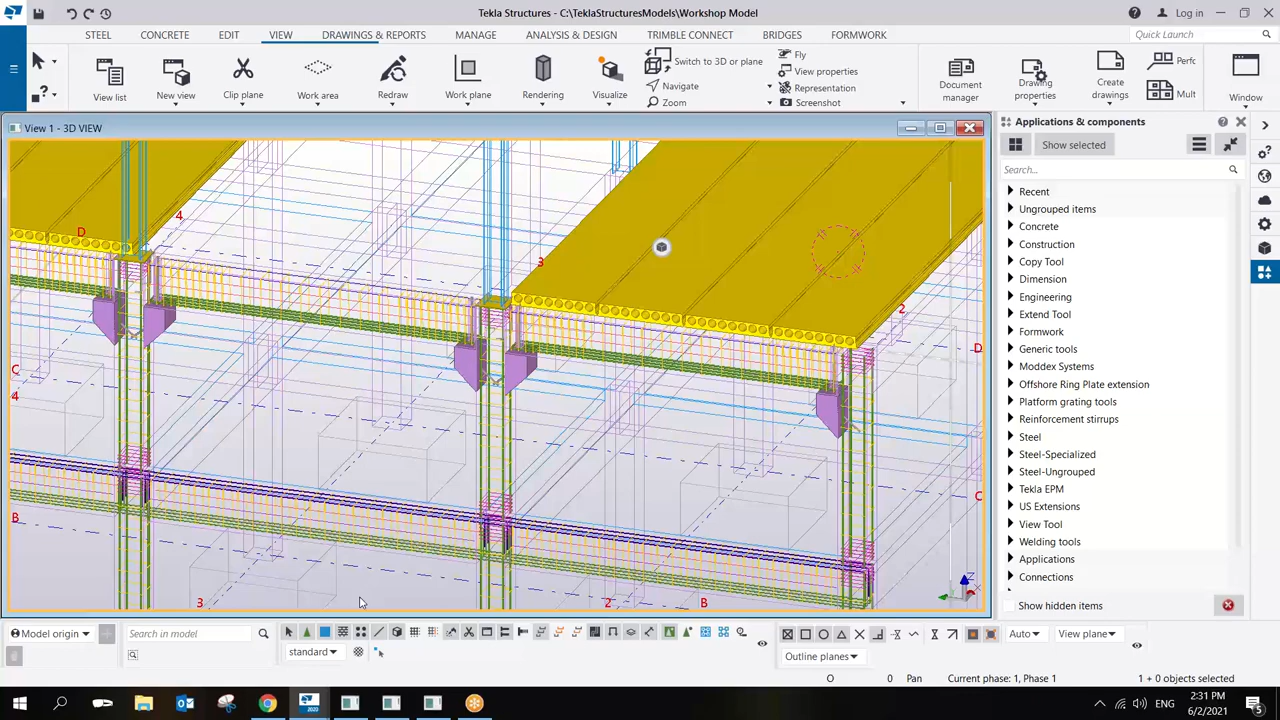 Tekla Structures - C:\TeklaStructuresModels\Workshop Model
Log in
STEEL CONCRETE EDIT VIEW DRAWINGS & REPORTS MANAGE ANALYSIS & DESIGN TRIMBLE CONNECT BRIDGES FORMWORK
Quick Launch
View list
New view
Clip plane
Work area
Redraw
Work plane
Rendering
Visualize
Switch to 3D or plane
Navigate
Zoom
Fly
View properties
Representation
Screenshot
Document manager
Drawing properties
Create drawings
Perfc
Mult
Window
View 1 - 3D VIEW
Applications & components
Show selected
Search...
Recent
Ungrouped items
Concrete
Construction
Copy Tool
Dimension
Engineering
Extend Tool
Formwork
Generic tools
Moddex Systems
Offshore Ring Plate extension
Platform grating tools
Reinforcement stirrups
Steel
Steel-Specialized
Steel-Ungrouped
Tekla EPM
US Extensions
View Tool
Welding tools
Applications
Connections
Show hidden items
4
D
3
2
D
C
4
C
B
3
2
B
Z
Model origin
Search in model
standard
Auto
View plane
Outline planes
O 0 Pan Current phase: 1, Phase 1 1 + 0 objects selected
2020
ENG
2:31 PM
6/2/2021
5